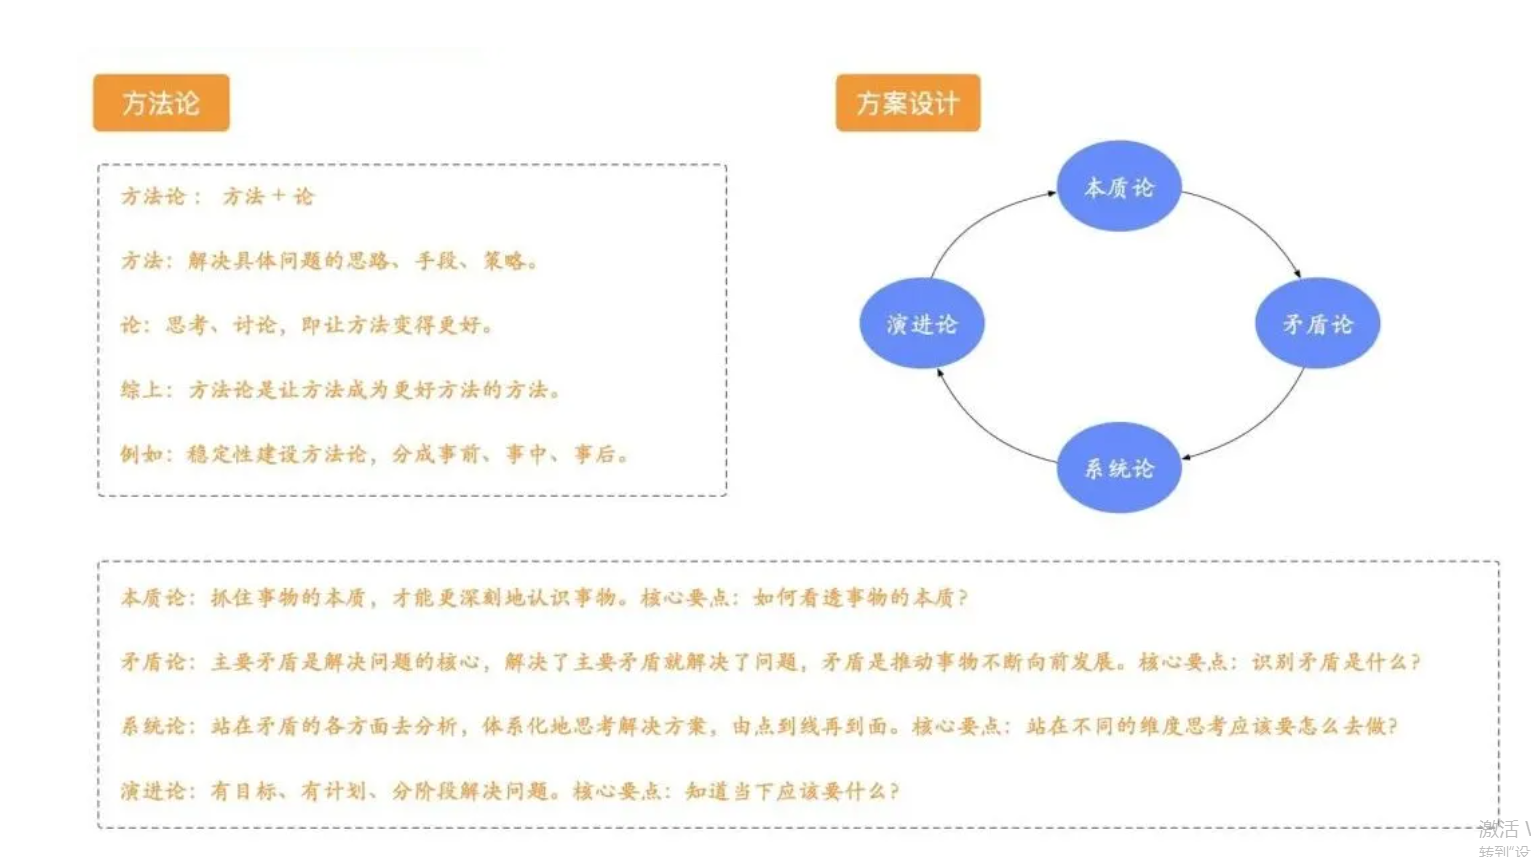 方法论
方法论： 方法 + 论
方法：解决具体问题的思路、手段、策略。
论：思考、讨论，即让方法变得更好。
综上：方法论是让方法成为更好方法的方法。
例如：稳定性建设方法论，分成事前、事中、事后。
方案设计
本质论
矛盾论
系统论
演进论
本质论：抓住事物的本质，才能更深刻地认识事物。核心要点：如何看透事物的本质？
矛盾论：主要矛盾是解决问题的核心，解决了主要矛盾就解决了问题，矛盾是推动事物不断向前发展。核心要点：识别矛盾是什么？
系统论：站在矛盾的各方面去分析，体系化地思考解决方案，由点到线再到面。核心要点：站在不同的维度思考应该要怎么去做？
演进论：有目标、有计划、分阶段解决问题。核心要点：知道当下应该要什么？
激活
转到"设